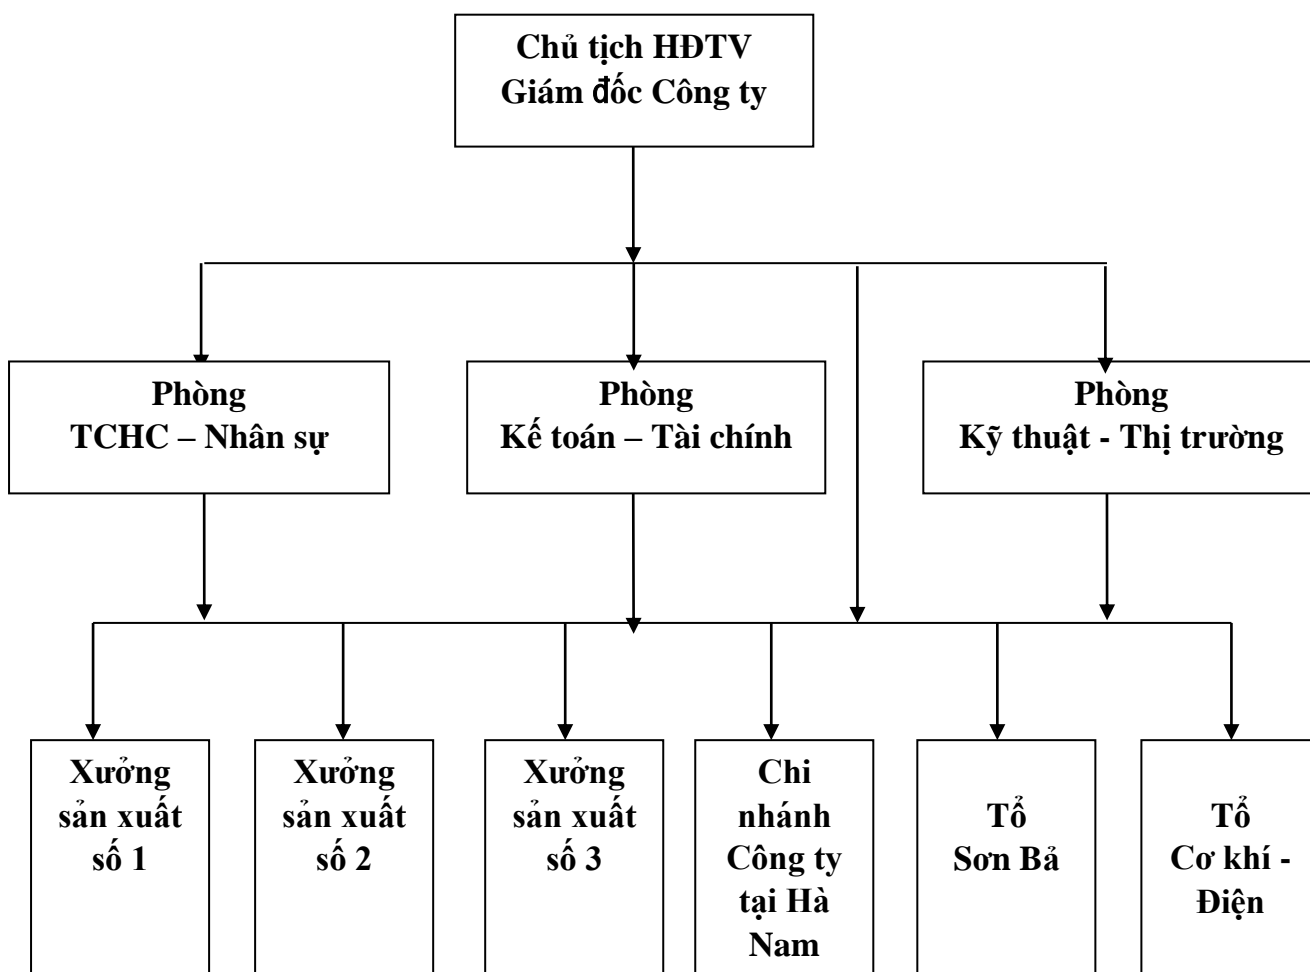 Chủ tịch HĐTV
Giám đốc Công ty
Phòng
TCHC – Nhân sự
Phòng
Kế toán – Tài chính
Phòng
Kỹ thuật - Thị trường
Xưởng
sản xuất
số 1
Xưởng
sản xuất
số 2
Xưởng
sản xuất
số 3
Chi
nhánh
Công ty
tại Hà
Nam
Tổ
Sơn Bả
Tổ
Cơ khí -
Điện